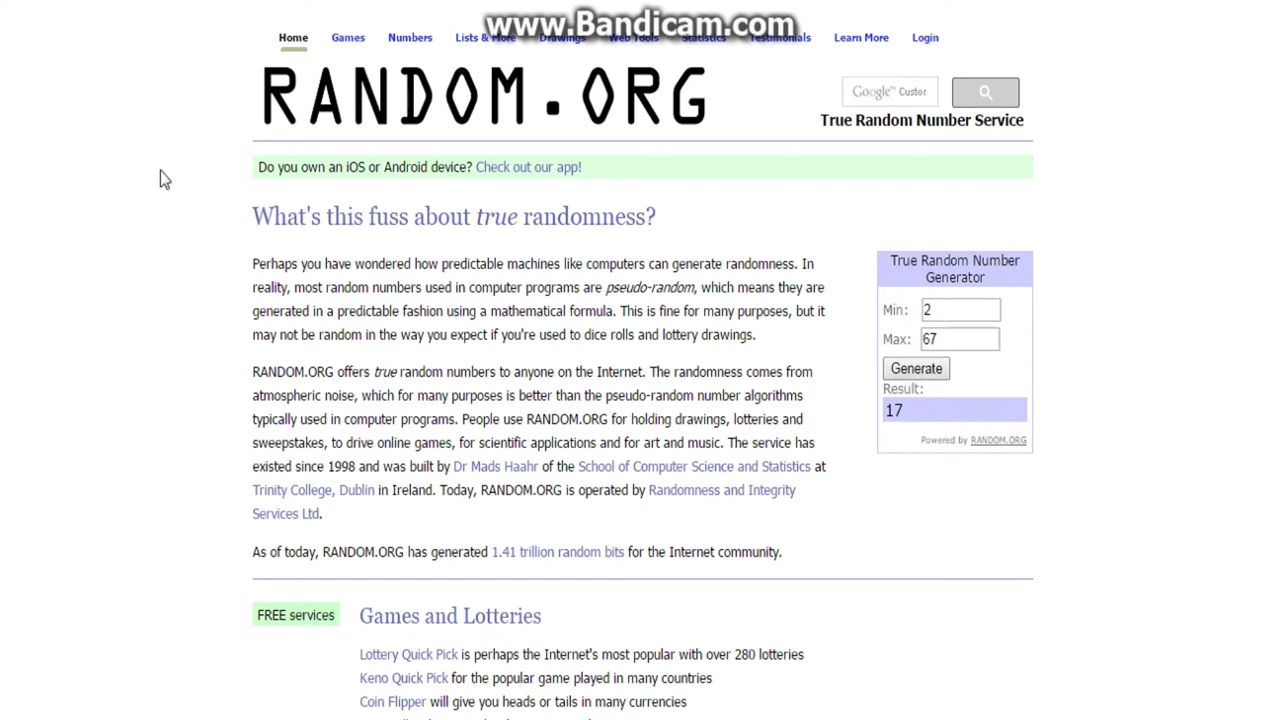 www.Bandicam.com
Home Games Numbers Lists & More Drawings Web Tools Statistics Testimonials Learn More Login
RANDOM.ORG
Google™ Custor
True Random Number Service
Do you own an iOS or Android device? Check out our app!
What's this fuss about true randomness?
Perhaps you have wondered how predictable machines like computers can generate randomness. In
reality, most random numbers used in computer programs are pseudo-random, which means they are
generated in a predictable fashion using a mathematical formula. This is fine for many purposes, but it
may not be random in the way you expect if you're used to dice rolls and lottery drawings.
RANDOM.ORG offers true random numbers to anyone on the Internet. The randomness comes from
atmospheric noise, which for many purposes is better than the pseudo-random number algorithms
typically used in computer programs. People use RANDOM.ORG for holding drawings, lotteries and
sweepstakes, to drive online games, for scientific applications and for art and music. The service has
existed since 1998 and was built by Dr Mads Haahr of the School of Computer Science and Statistics at
Trinity College, Dublin in Ireland. Today, RANDOM.ORG is operated by Randomness and Integrity
Services Ltd.
As of today, RANDOM.ORG has generated 1.41 trillion random bits for the Internet community.
True Random Number
Generator
Min: 2
Max: 67
Generate
Result:
17
Powered by RANDOM.ORG
FREE services
Games and Lotteries
Lottery Quick Pick is perhaps the Internet's most popular with over 280 lotteries
Keno Quick Pick for the popular game played in many countries
Coin Flipper will give you heads or tails in many currencies